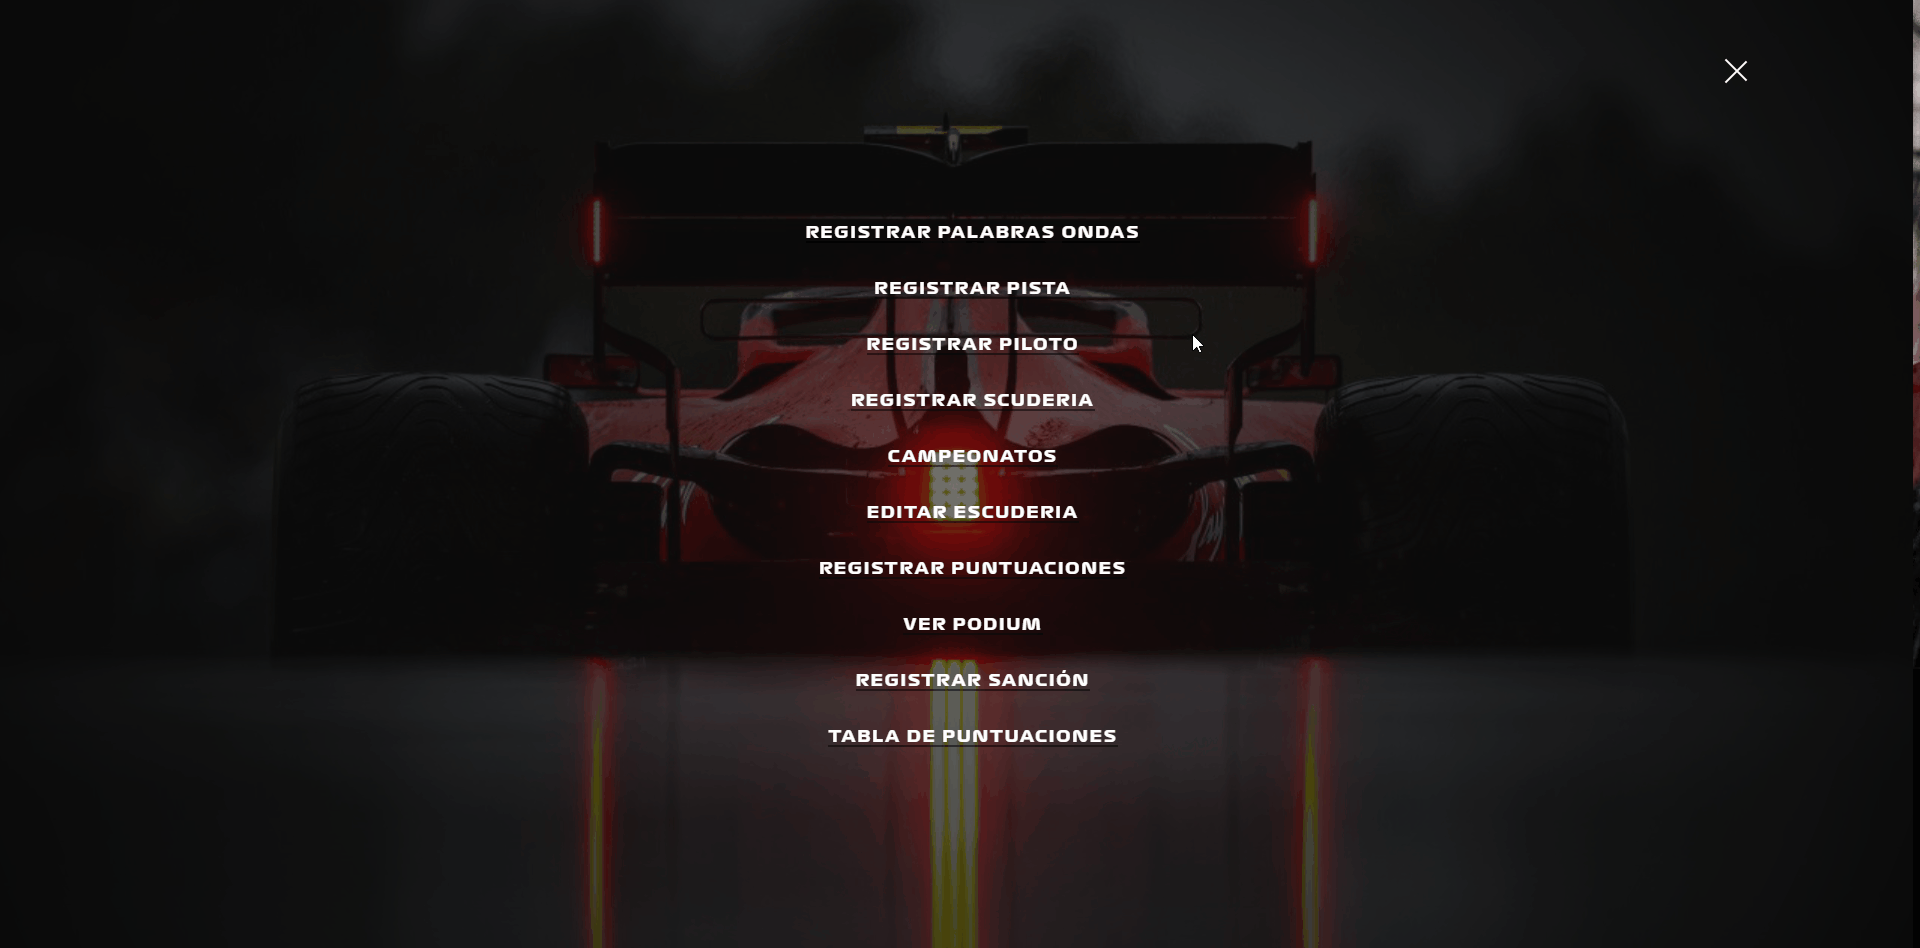 REGISTRAR PALABRAS ONDAS
REGISTRAR PISTA
REGISTRAR PILOTO
REGISTRAR SCUDERIA
CAMPEONATOS
EDITAR ESCUDERIA
REGISTRAR PUNTUACIONES
VER PODIUM
REGISTRAR SANCIÓN
TABLA DE PUNTUACIONES